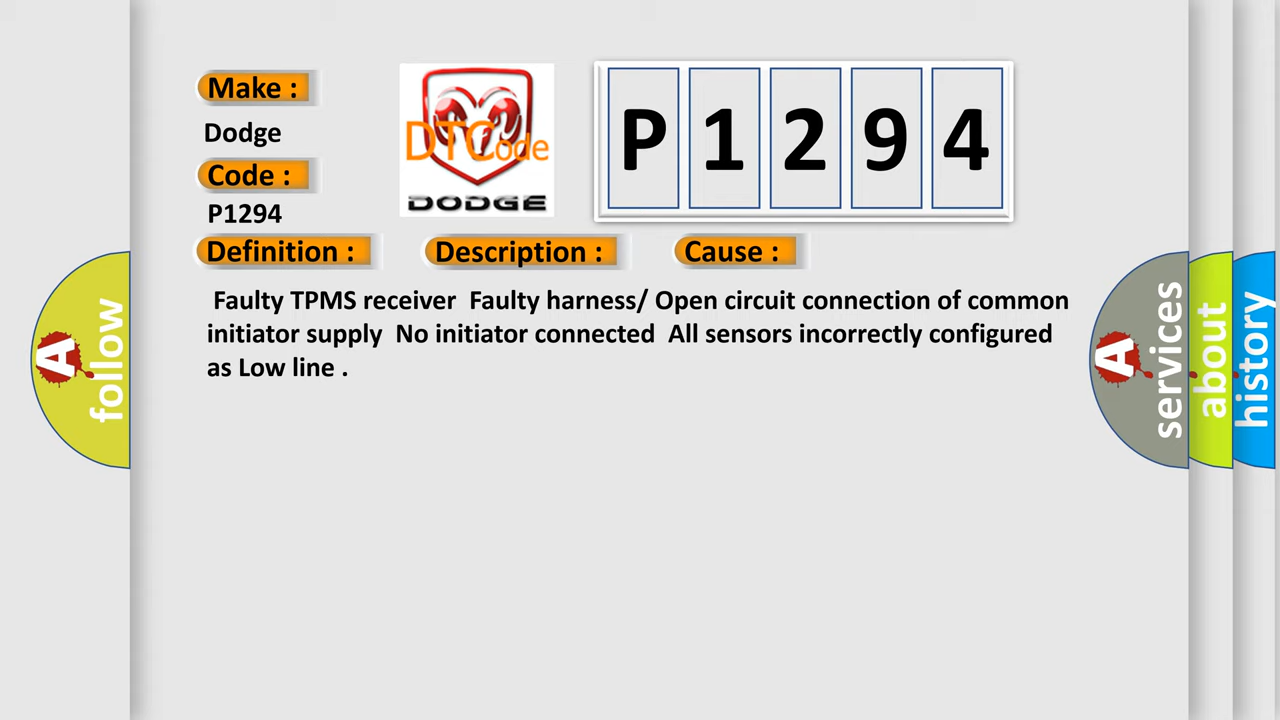 Make :
Dodge
Code :
P1294
DTCode
DODGE
P 1 2 9 4
Definition :
Description :
Cause :
Faulty TPMS receiver  Faulty harness/ Open circuit connection of common
initiator supply  No initiator connected  All sensors incorrectly configured
as Low line .
A follow
A services
about
history